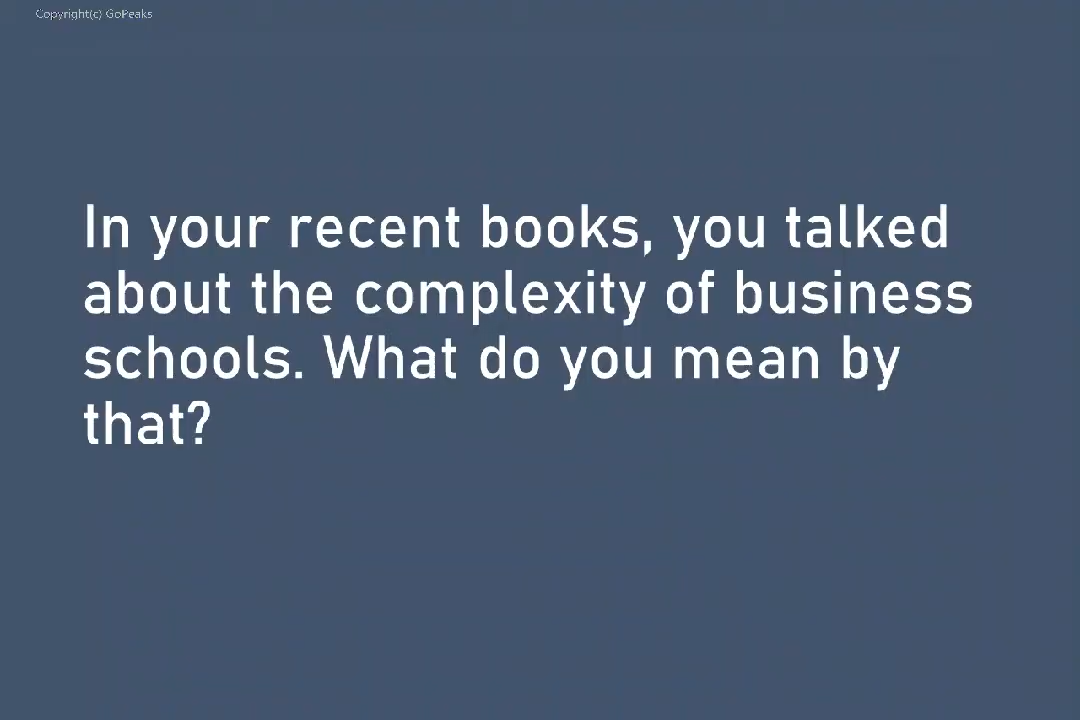 Copyright(c) GoPeaks
In your recent books, you talked
about the complexity of business
schools. What do you mean by
that?